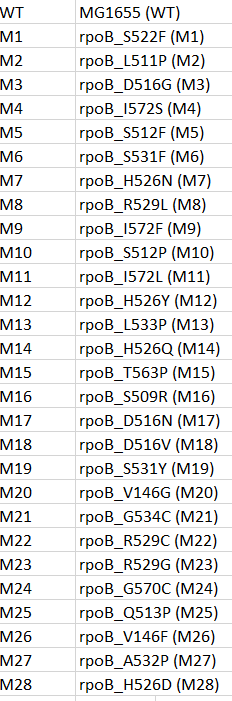 WT MG1655 (WT)
M1 rpoB_S522F (M1)
M2 rpoB_L511P (M2)
M3 rpoB_D516G (M3)
M4 rpoB_I572S (M4)
M5 rpoB_S512F (M5)
M6 rpoB_S531F (M6)
M7 rpoB_H526N (M7)
M8 rpoB_R529L (M8)
M9 rpoB_I572F (M9)
M10 rpoB_S512P (M10)
M11 rpoB_I572L (M11)
M12 rpoB_H526Y (M12)
M13 rpoB_L533P (M13)
M14 rpoB_H526Q (M14)
M15 rpoB_T563P (M15)
M16 rpoB_S509R (M16)
M17 rpoB_D516N (M17)
M18 rpoB_D516V (M18)
M19 rpoB_S531Y (M19)
M20 rpoB_V146G (M20)
M21 rpoB_G534C (M21)
M22 rpoB_R529C (M22)
M23 rpoB_R529G (M23)
M24 rpoB_G570C (M24)
M25 rpoB_Q513P (M25)
M26 rpoB_V146F (M26)
M27 rpoB_A532P (M27)
M28 rpoB_H526D (M28)